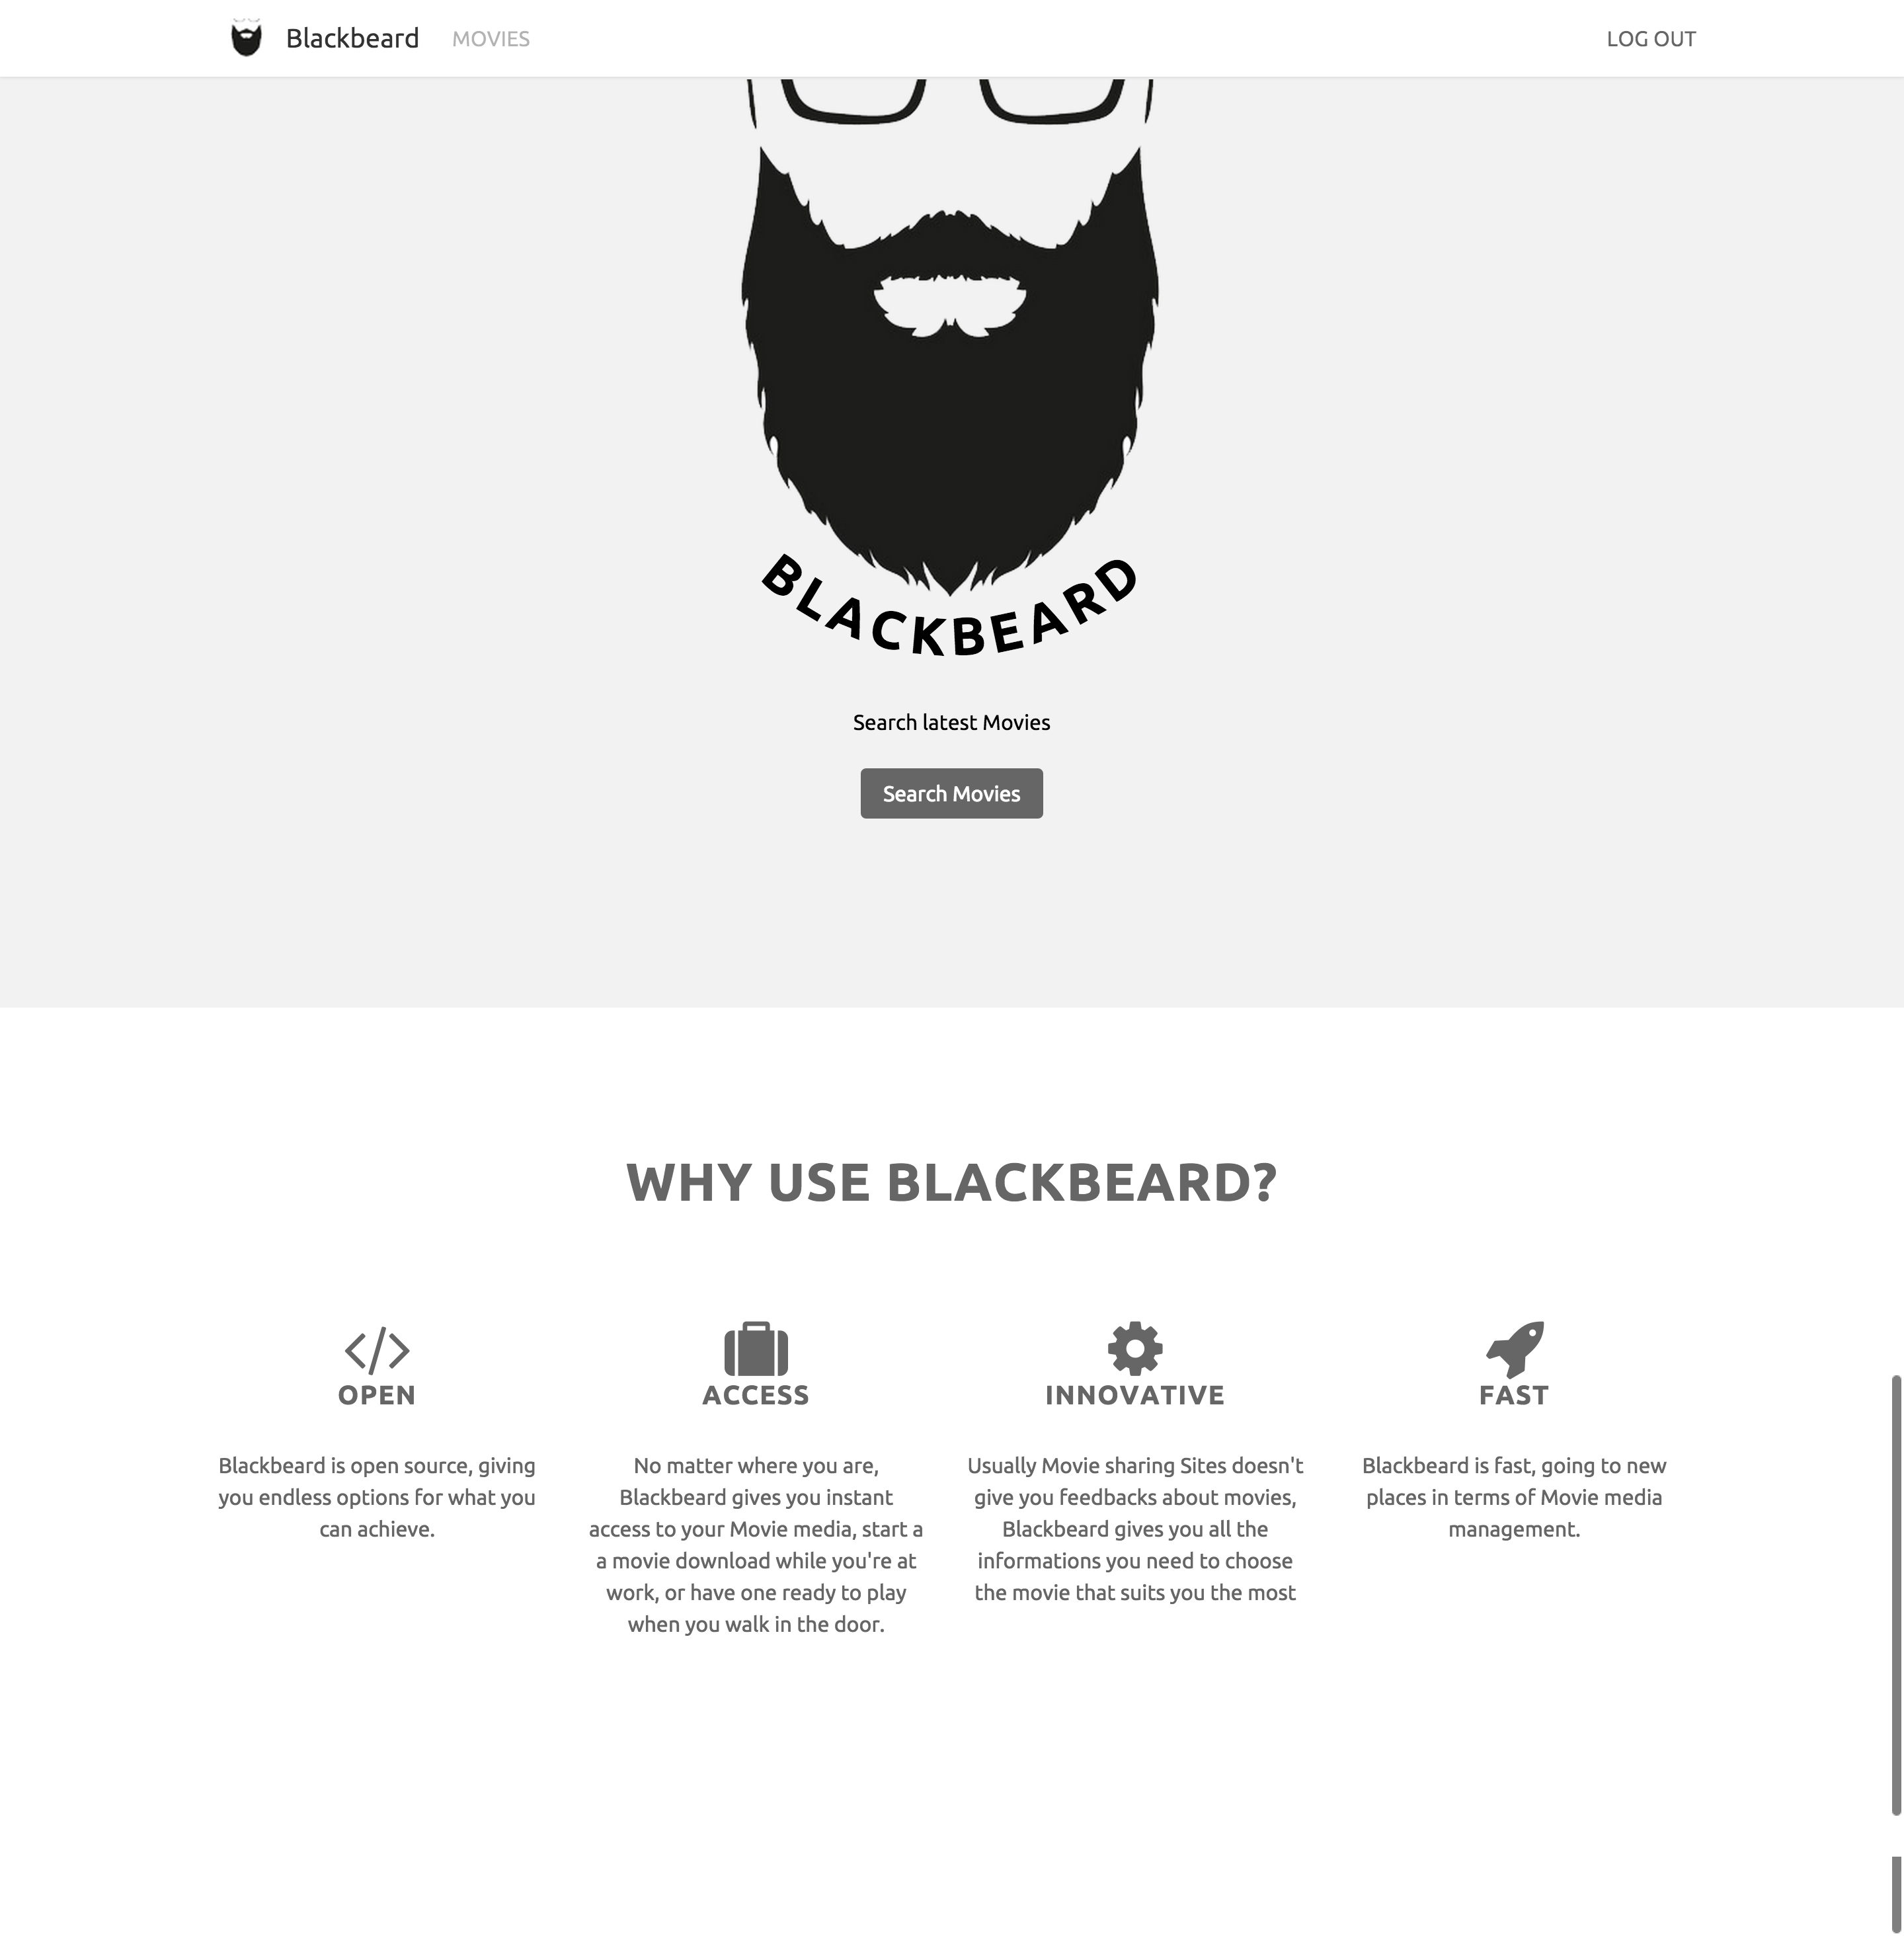 Blackbeard MOVIES LOG OUT
BLACKBEARD
Search latest Movies
Search Movies
WHY USE BLACKBEARD?
OPEN
Blackbeard is open source, giving
you endless options for what you
can achieve.
ACCESS
No matter where you are,
Blackbeard gives you instant
access to your Movie media, start a
a movie download while you're at
work, or have one ready to play
when you walk in the door.
INNOVATIVE
Usually Movie sharing Sites doesn't
give you feedbacks about movies,
Blackbeard gives you all the
informations you need to choose
the movie that suits you the most
FAST
Blackbeard is fast, going to new
places in terms of Movie media
management.